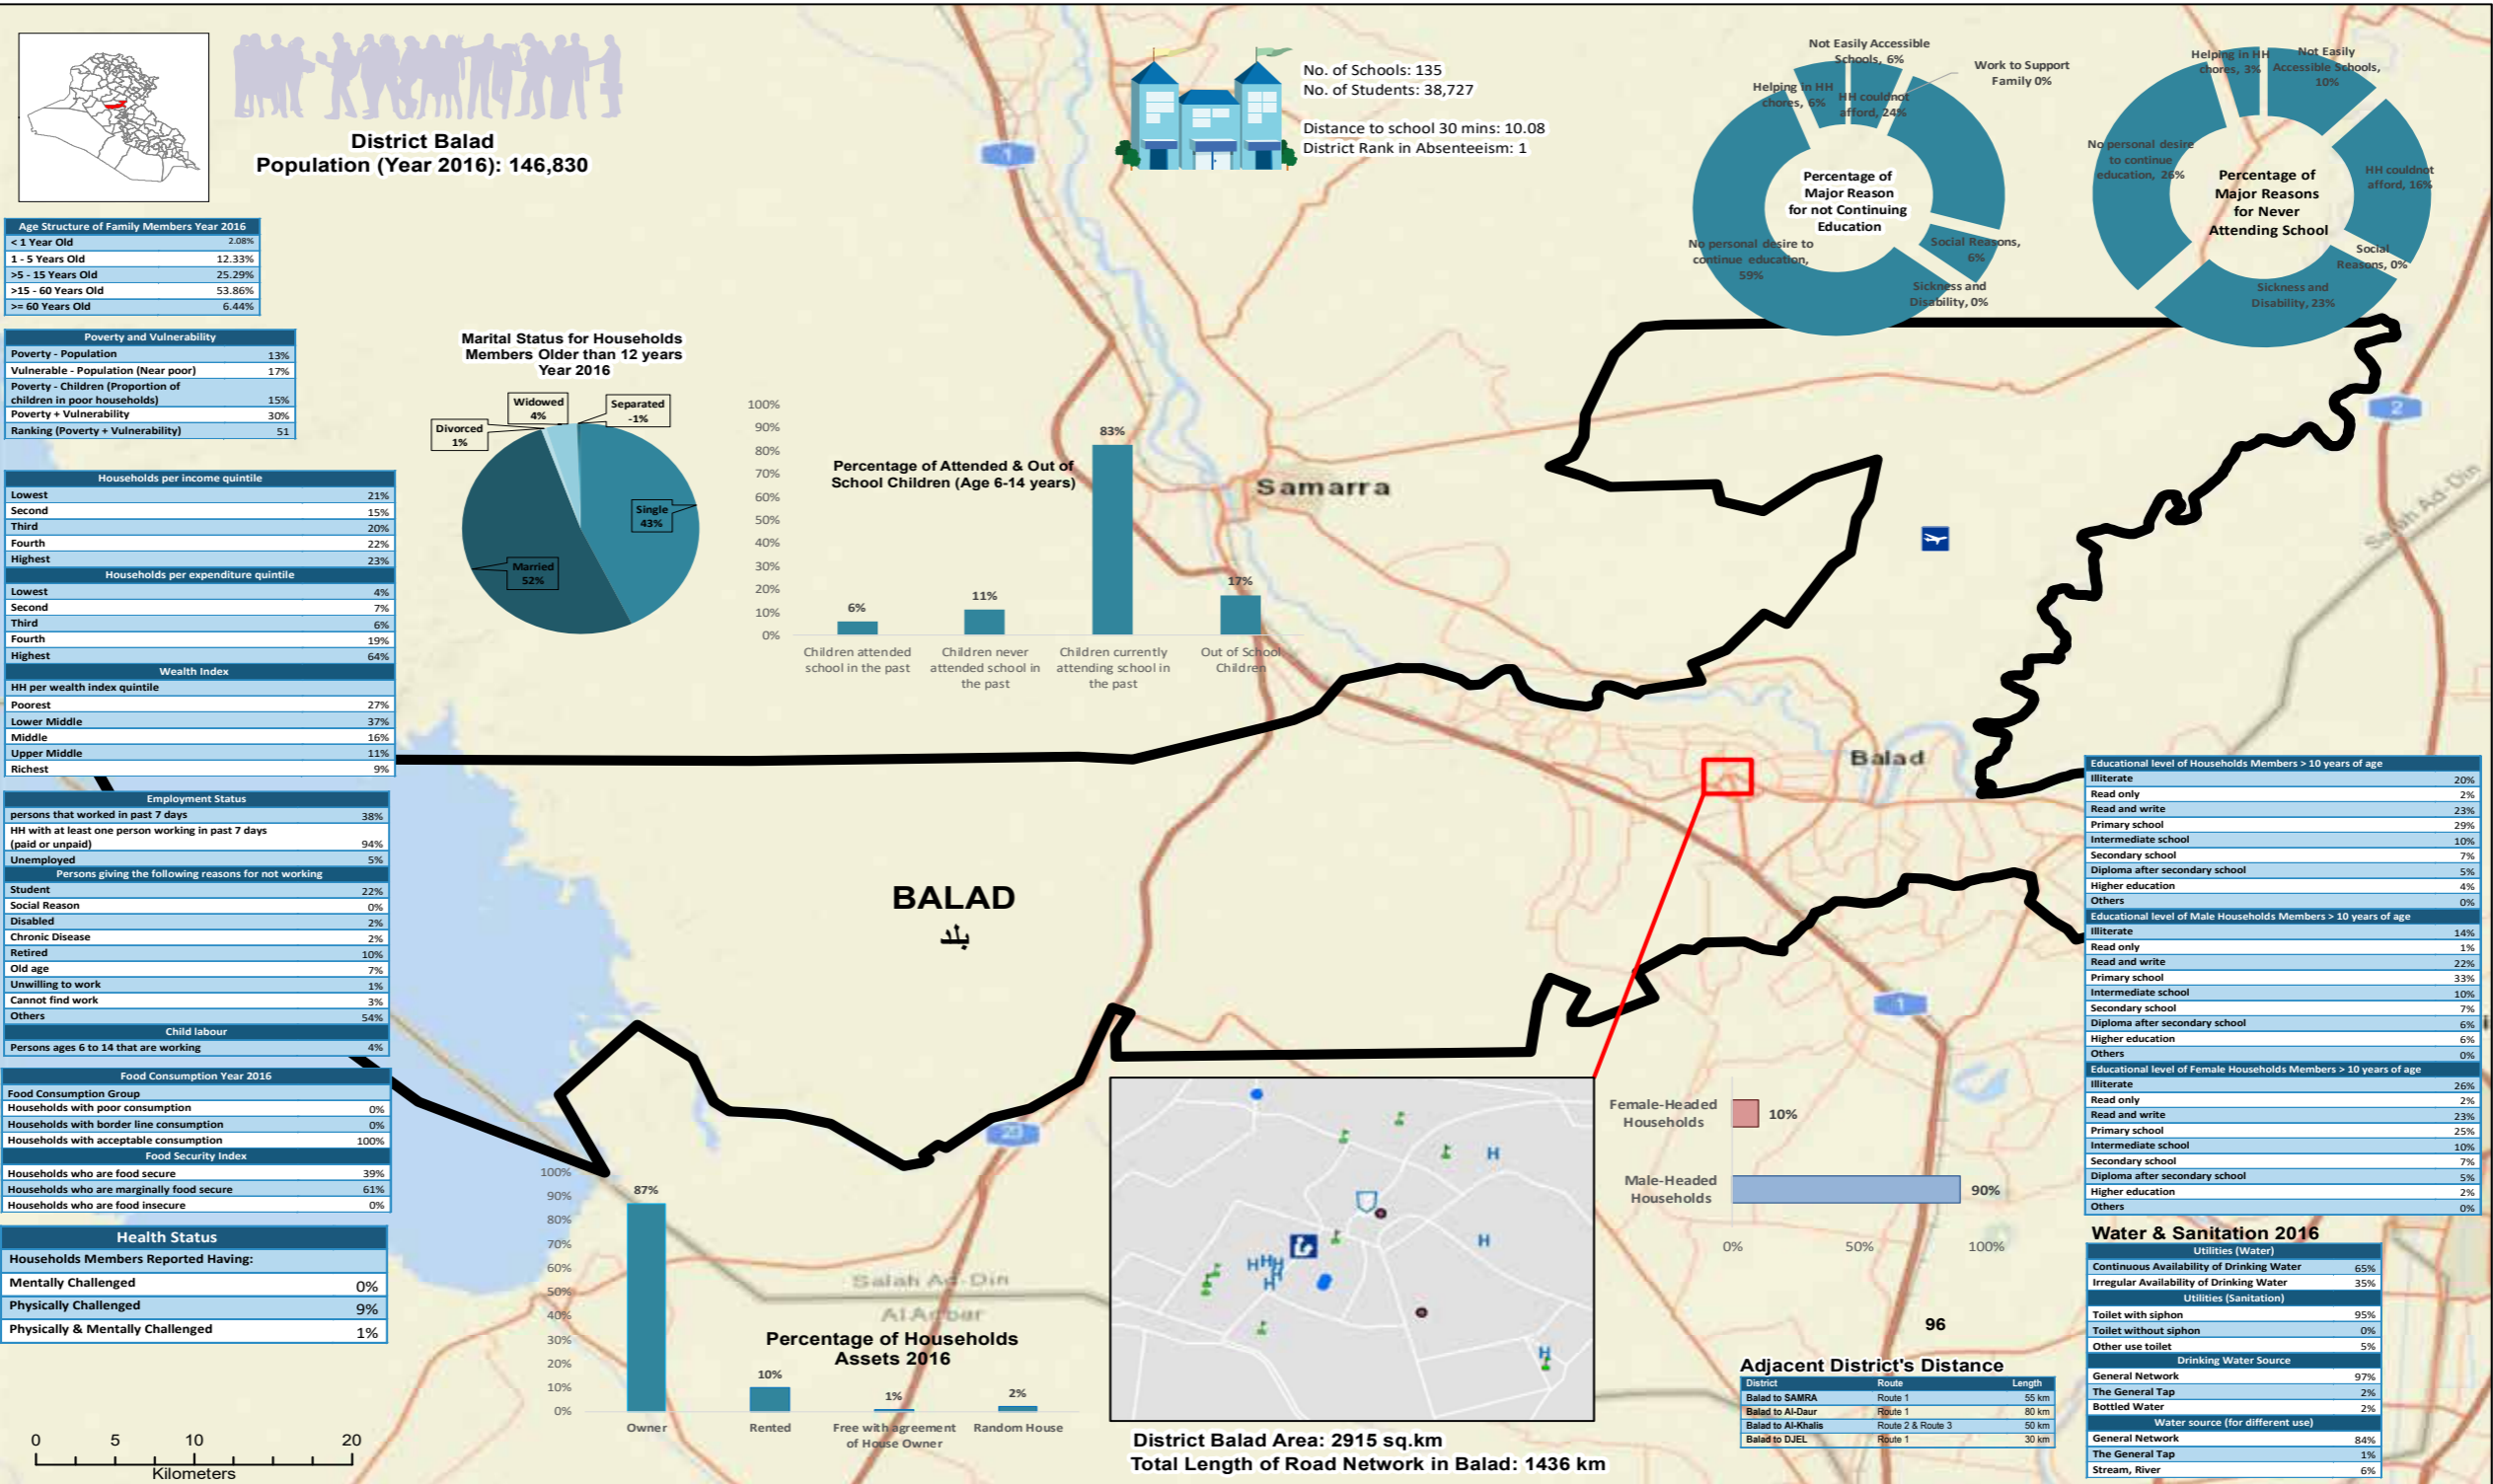 District Balad
Population (Year 2016): 146,830
No. of Schools: 135
No. of Students: 38,727
Distance to school 30 mins: 10.08
District Rank in Absenteeism: 1
Percentage of
Major Reason
for not Continuing
Education
Not Easily Accessible
Schools, 6%
Work to Support
Family 0%
HH couldnot
afford, 24%
Social Reasons,
6%
Sickness and
Disability, 0%
No personal desire to
continue education,
59%
Helping in HH
chores, 6%
Percentage of
Major Reasons
for Never
Attending School
Not Easily
Accessible Schools,
10%
HH couldnot
afford, 16%
Social
Reasons, 0%
Sickness and
Disability, 23%
No personal desire
to continue
education, 26%
Helping in HH
chores, 3%
Age Structure of Family Members Year 2016
< 1 Year Old 2.08%
1 - 5 Years Old 12.33%
>5 - 15 Years Old 25.29%
>15 - 60 Years Old 53.86%
>= 60 Years Old 6.44%
Poverty and Vulnerability
Poverty - Population 13%
Vulnerable - Population (Near poor) 17%
Poverty - Children (Proportion of
children in poor households) 15%
Poverty + Vulnerability 30%
Ranking (Poverty + Vulnerability) 51
Marital Status for Households
Members Older than 12 years
Year 2016
Widowed
4%
Separated
-1%
Divorced
1%
Single
43%
Married
52%
Percentage of Attended & Out of
School Children (Age 6-14 years)
100%
90%
80%
70%
60%
50%
40%
30%
20%
10%
0%
6%
11%
83%
17%
Children attended
school in the past
Children never
attended school in
the past
Children currently
attending school in
the past
Out of School
Children
Households per income quintile
Lowest 21%
Second 15%
Third 20%
Fourth 22%
Highest 23%
Households per expenditure quintile
Lowest 4%
Second 7%
Third 6%
Fourth 19%
Highest 64%
Wealth Index
HH per wealth index quintile
Poorest 27%
Lower Middle 37%
Middle 16%
Upper Middle 11%
Richest 9%
Employment Status
persons that worked in past 7 days 38%
HH with at least one person working in past 7 days
(paid or unpaid) 94%
Unemployed 5%
Persons giving the following reasons for not working
Student 22%
Social Reason 0%
Disabled 2%
Chronic Disease 2%
Retired 10%
Old age 7%
Unwilling to work 1%
Cannot find work 3%
Others 54%
Child labour
Persons ages 6 to 14 that are working 4%
Food Consumption Year 2016
Food Consumption Group
Households with poor consumption 0%
Households with border line consumption 0%
Households with acceptable consumption 100%
Food Security Index
Households who are food secure 39%
Households who are marginally food secure 61%
Households who are food insecure 0%
Health Status
Households Members Reported Having:
Mentally Challenged 0%
Physically Challenged 9%
Physically & Mentally Challenged 1%
0 5 10 20
Kilometers
1
2
Samarra
Salah Ad-Din
Balad
BALAD
بلد
1
23
Salah Ad-Din
Al Anbar
100%
90%
80%
70%
60%
50%
40%
30%
20%
10%
0%
87%
10%
1%
2%
Percentage of Households
Assets 2016
Owner
Rented
Free with agreement
of House Owner
Random House
H
H
H H H
H
H
H
District Balad Area: 2915 sq.km
Total Length of Road Network in Balad: 1436 km
Female-Headed
Households
10%
Male-Headed
Households
90%
0% 50% 100%
96
Adjacent District's Distance
District Route Length
Balad to SAMRA Route 1 55 km
Balad to Al-Daur Route 1 80 km
Balad to Al-Khalis Route 2 & Route 3 50 km
Balad to DJEL Route 1 30 km
Educational level of Households Members > 10 years of age
Illiterate 20%
Read only 2%
Read and write 23%
Primary school 29%
Intermediate school 10%
Secondary school 7%
Diploma after secondary school 5%
Higher education 4%
Others 0%
Educational level of Male Households Members > 10 years of age
Illiterate 14%
Read only 1%
Read and write 22%
Primary school 33%
Intermediate school 10%
Secondary school 7%
Diploma after secondary school 6%
Higher education 6%
Others 0%
Educational level of Female Households Members > 10 years of age
Illiterate 26%
Read only 2%
Read and write 23%
Primary school 25%
Intermediate school 10%
Secondary school 7%
Diploma after secondary school 5%
Higher education 2%
Others 0%
Water & Sanitation 2016
Utilities (Water)
Continuous Availability of Drinking Water 65%
Irregular Availability of Drinking Water 35%
Utilities (Sanitation)
Toilet with siphon 95%
Toilet without siphon 0%
Other use toilet 5%
Drinking Water Source
General Network 97%
The General Tap 2%
Bottled Water 2%
Water source (for different use)
General Network 84%
The General Tap 1%
Stream, River 6%